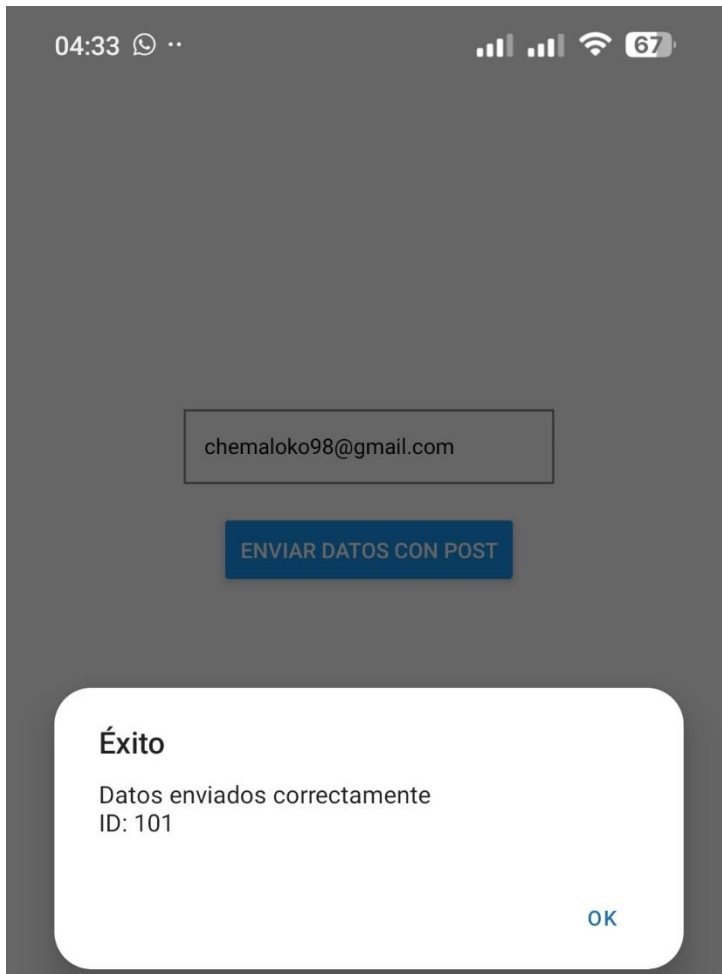 04:33
67
chemaloko98@gmail.com
ENVIAR DATOS CON POST
Éxito
Datos enviados correctamente
ID: 101
OK